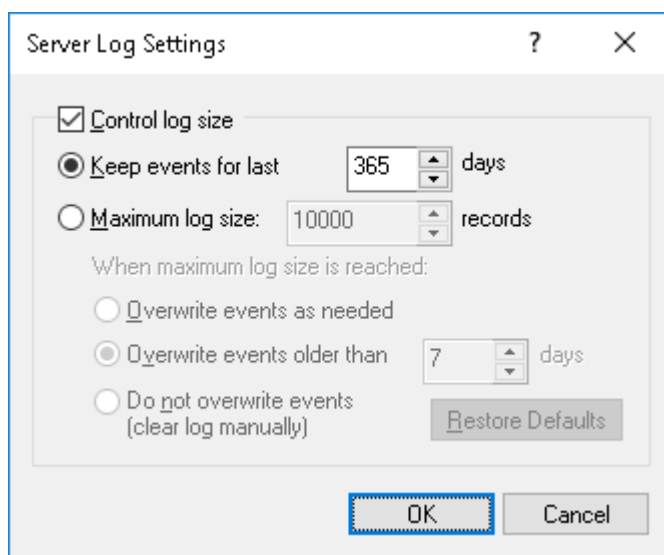 Server Log Settings ? ✕
Control log size
Keep events for last 365 days
Maximum log size: 10000 records
When maximum log size is reached:
Overwrite events as needed
Overwrite events older than 7 days
Do not overwrite events
(clear log manually) Restore Defaults
OK Cancel